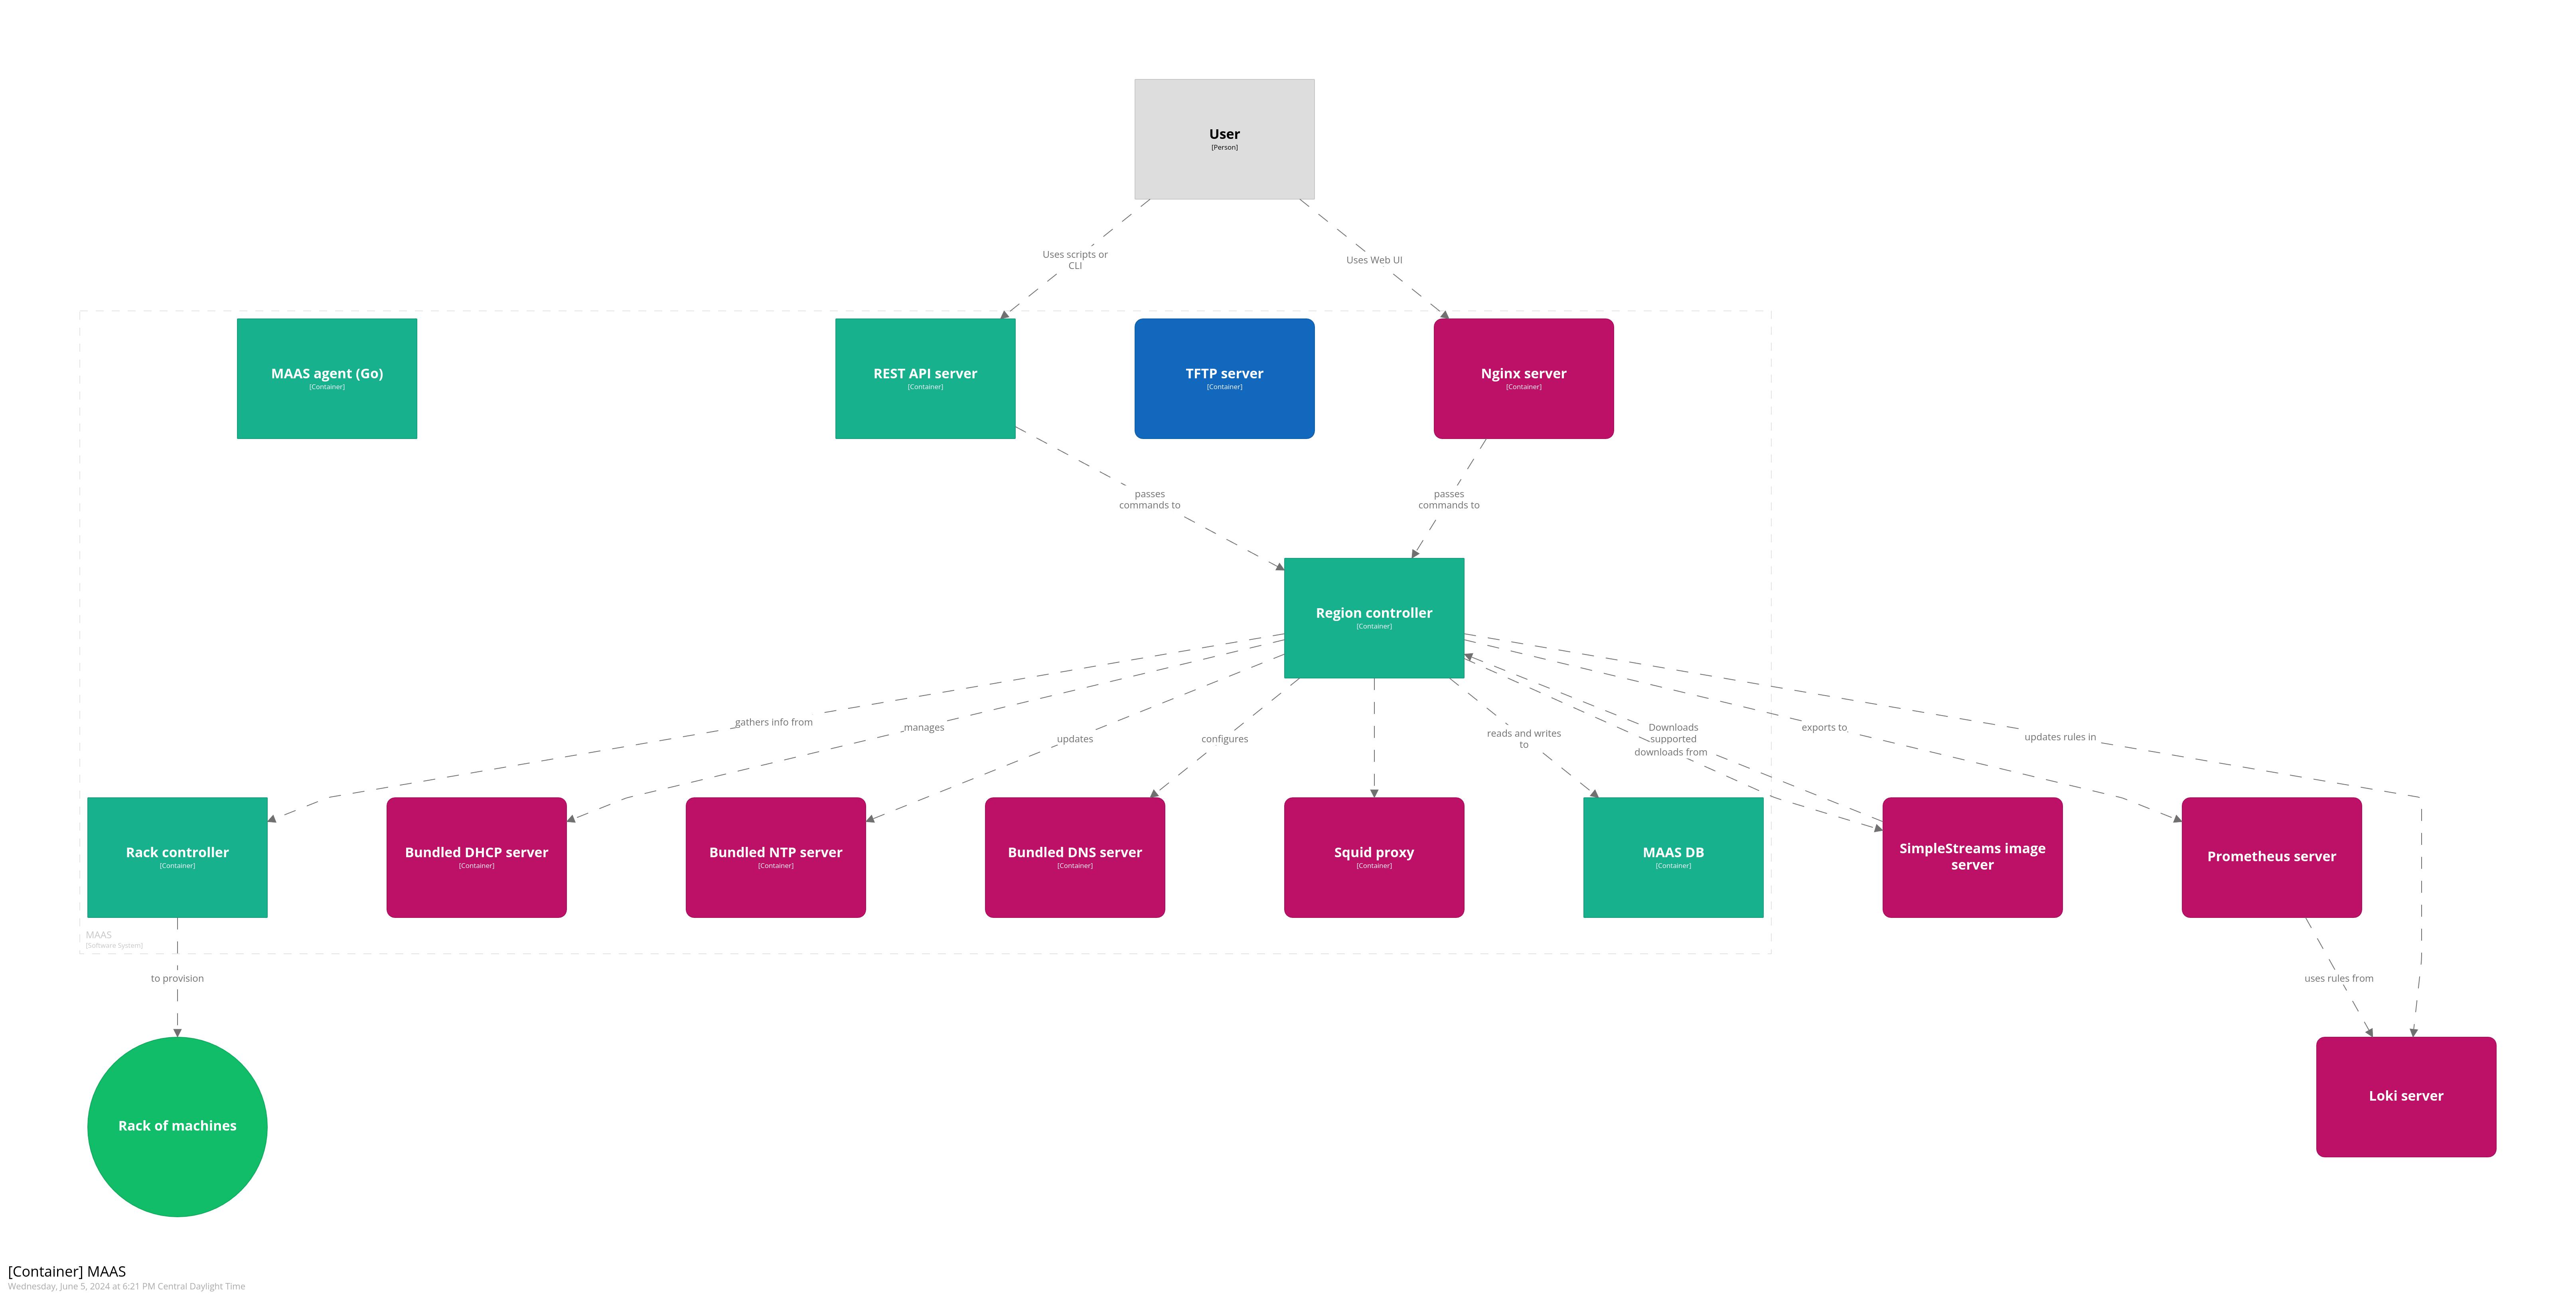 User
[Person]
Uses scripts or
CLI
Uses Web UI
MAAS agent (Go)
[Container]
REST API server
[Container]
TFTP server
[Container]
Nginx server
[Container]
passes
commands to
passes
commands to
Region controller
[Container]
gathers info from
manages
updates
configures
reads and writes
to
Downloads
supported
downloads from
exports to
updates rules in
Rack controller
[Container]
Bundled DHCP server
[Container]
Bundled NTP server
[Container]
Bundled DNS server
[Container]
Squid proxy
[Container]
MAAS DB
[Container]
SimpleStreams image
server
Prometheus server
MAAS
[Software System]
to provision
uses rules from
Rack of machines
Loki server
[Container] MAAS
Wednesday, June 5, 2024 at 6:21 PM Central Daylight Time